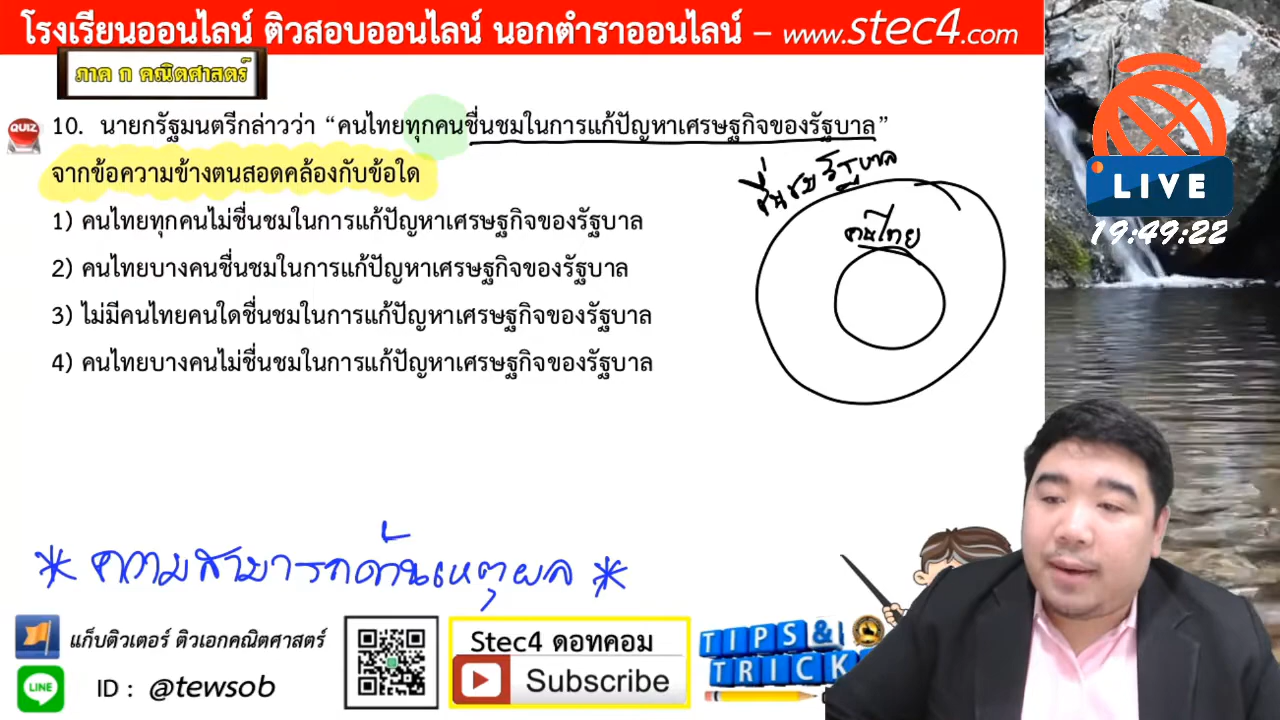 โรงเรียนออนไลน์ ติวสอบออนไลน์ นอกตำราออนไลน์ – www.stec4.com
ภาค ก คณิตศาสตร์
QUIZ
10. นายกรัฐมนตรีกล่าวว่า “คนไทยทุกคนชื่นชมในการแก้ปัญหาเศรษฐกิจของรัฐบาล”
จากข้อความข้างตนสอดคล้องกับข้อใด
1) คนไทยทุกคนไม่ชื่นชมในการแก้ปัญหาเศรษฐกิจของรัฐบาล
2) คนไทยบางคนชื่นชมในการแก้ปัญหาเศรษฐกิจของรัฐบาล
3) ไม่มีคนไทยคนใดชื่นชมในการแก้ปัญหาเศรษฐกิจของรัฐบาล
4) คนไทยบางคนไม่ชื่นชมในการแก้ปัญหาเศรษฐกิจของรัฐบาล
ชื่นชม รัฐบาล
คนไทย
LIVE
19:49:22
* ความสามารถด้านเหตุผล *
แก็บติวเตอร์ ติวเอกคณิตศาสตร์
LINE
ID : @tewsob
Stec4 ดอทคอม
Subscribe
TIPS &
TRICK